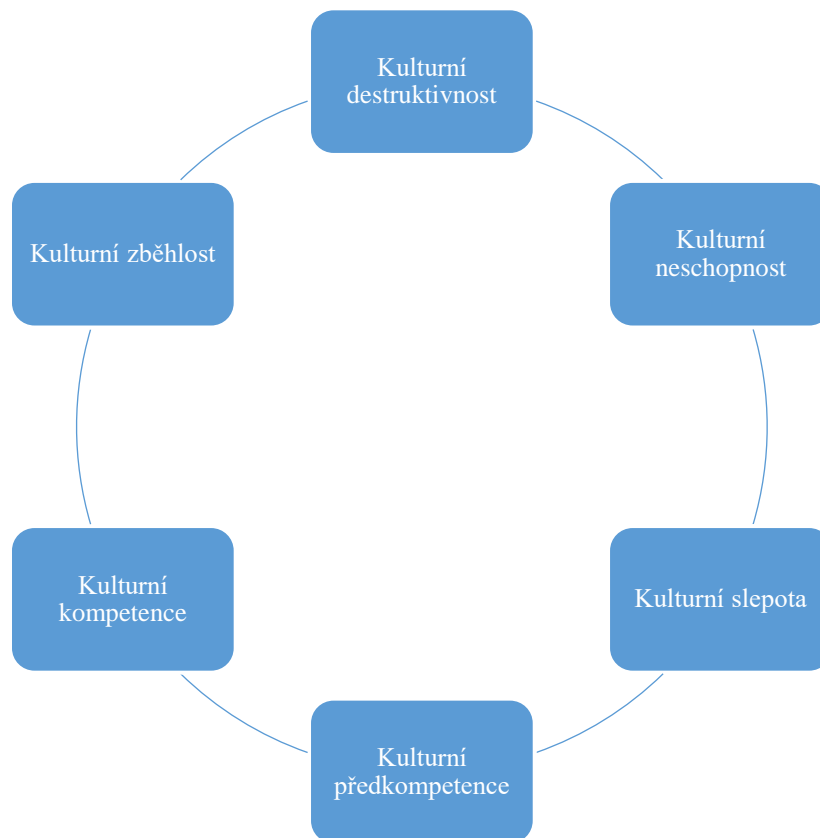 Kulturní
destruktivnost
Kulturní
neschopnost
Kulturní slepota
Kulturní
předkompetence
Kulturní
kompetence
Kulturní zběhlost